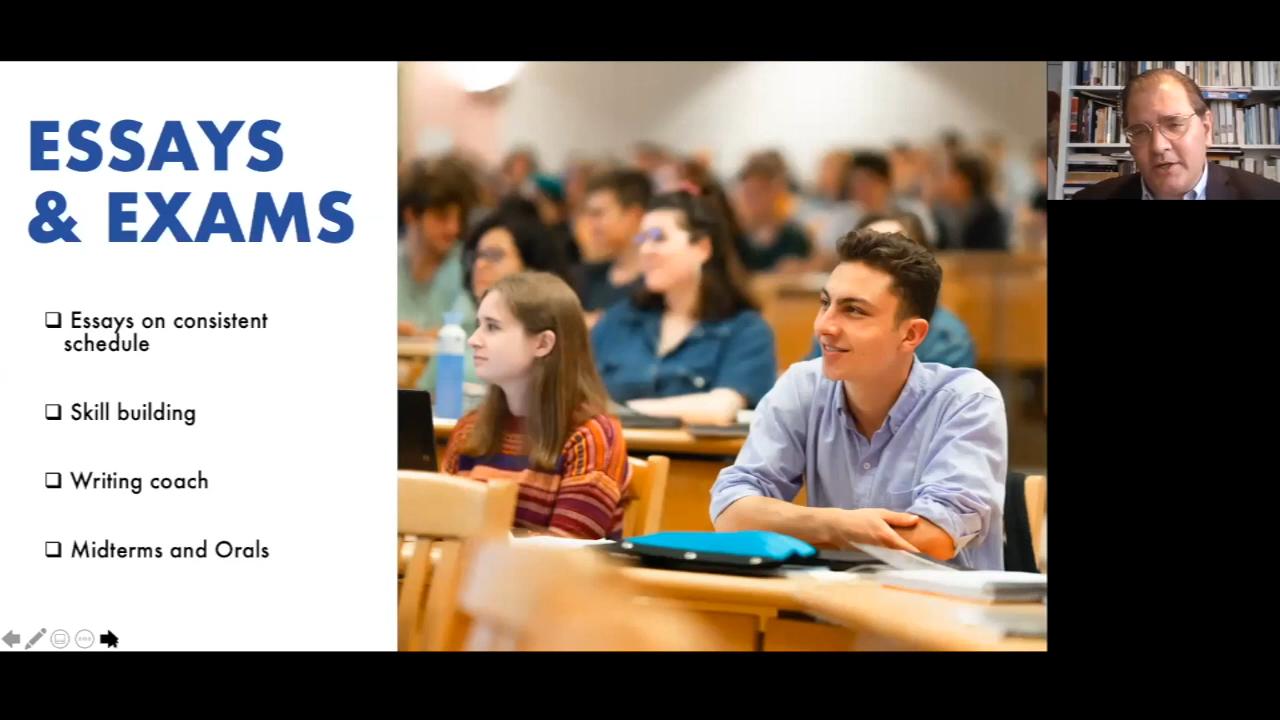 ESSAYS
& EXAMS
Essays on consistent
schedule
Skill building
Writing coach
Midterms and Orals